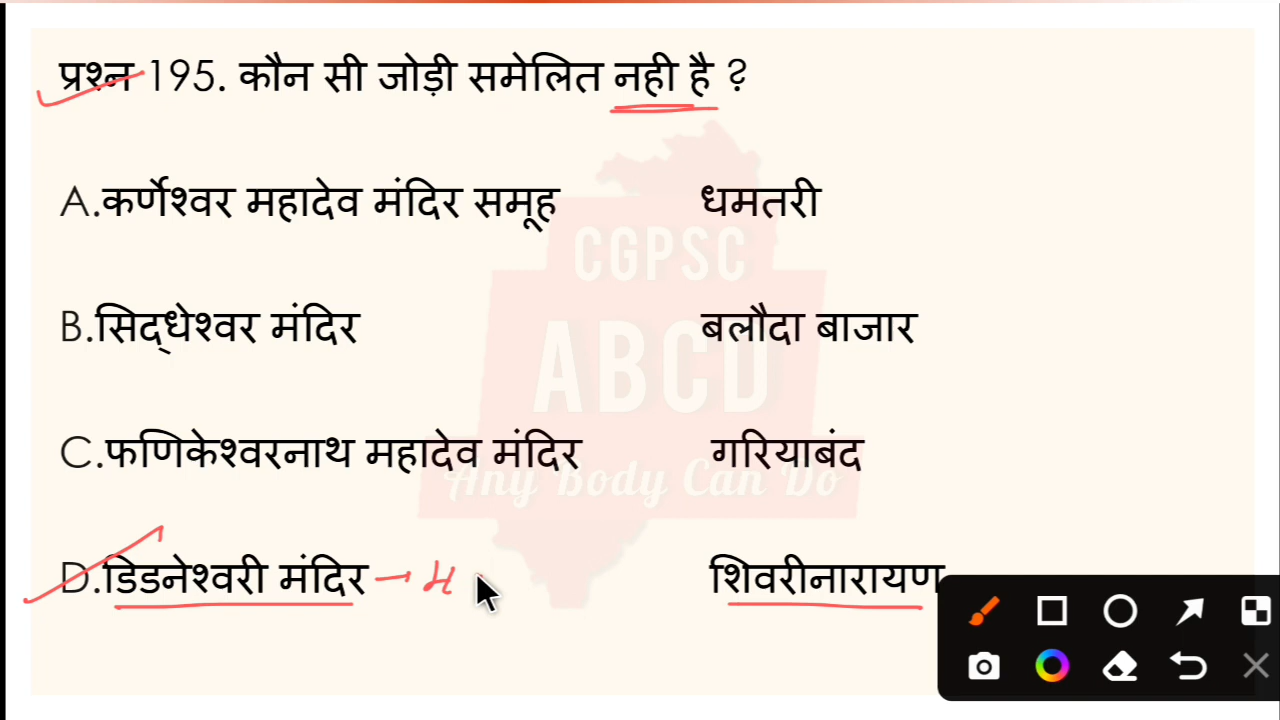 प्रश्न 195. कौन सी जोड़ी समेलित नही है ?
A.कर्णेश्वर महादेव मंदिर समूह धमतरी
CGPSC
B.सिद्धेश्वर मंदिर बलौदा बाजार
ABCD
C.फणिकेश्वरनाथ महादेव मंदिर गरियाबंद
Any Body Can Do
D.डिडनेश्वरी मंदिर → म शिवरीनारायण